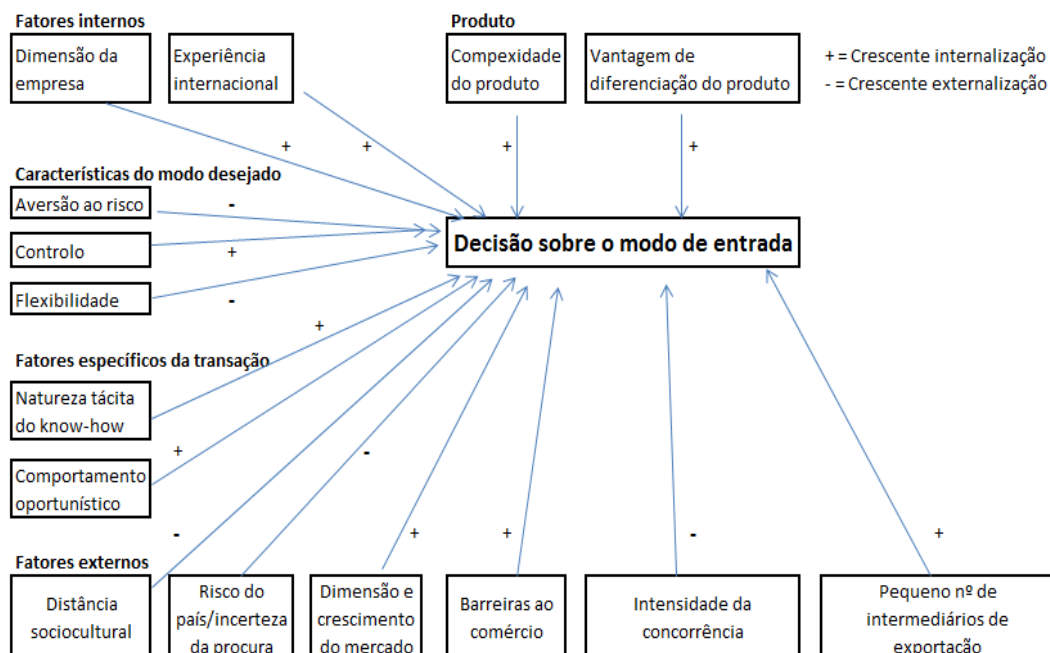 Fatores internos
Dimensão da
empresa
Experiência
internacional
Produto
Compexidade
do produto
Vantagem de
diferenciação do produto
+ = Crescente internalização
- = Crescente externalização
+
+
+
+
Características do modo desejado
Aversão ao risco
-
Controlo
+
Flexibilidade
-
Decisão sobre o modo de entrada
+
Fatores específicos da transação
Natureza tácita
do know-how
+
-
Comportamento
oportunístico
-
+
+
-
+
Fatores externos
Distância
sociocultural
Risco do
país/incerteza
da procura
Dimensão e
crescimento
do mercado
Barreiras ao
comércio
Intensidade da
concorrência
Pequeno nº de
intermediários de
exportação